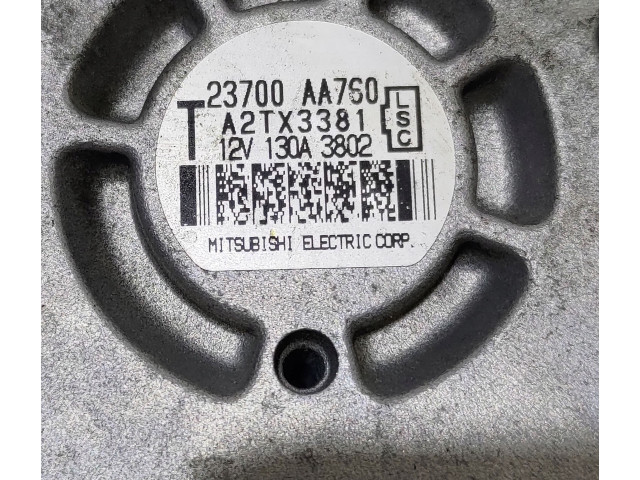 23700 AA760
T A2TX3381 LSC
12V 130A 3802
MITSUBISHI ELECTRIC CORP.